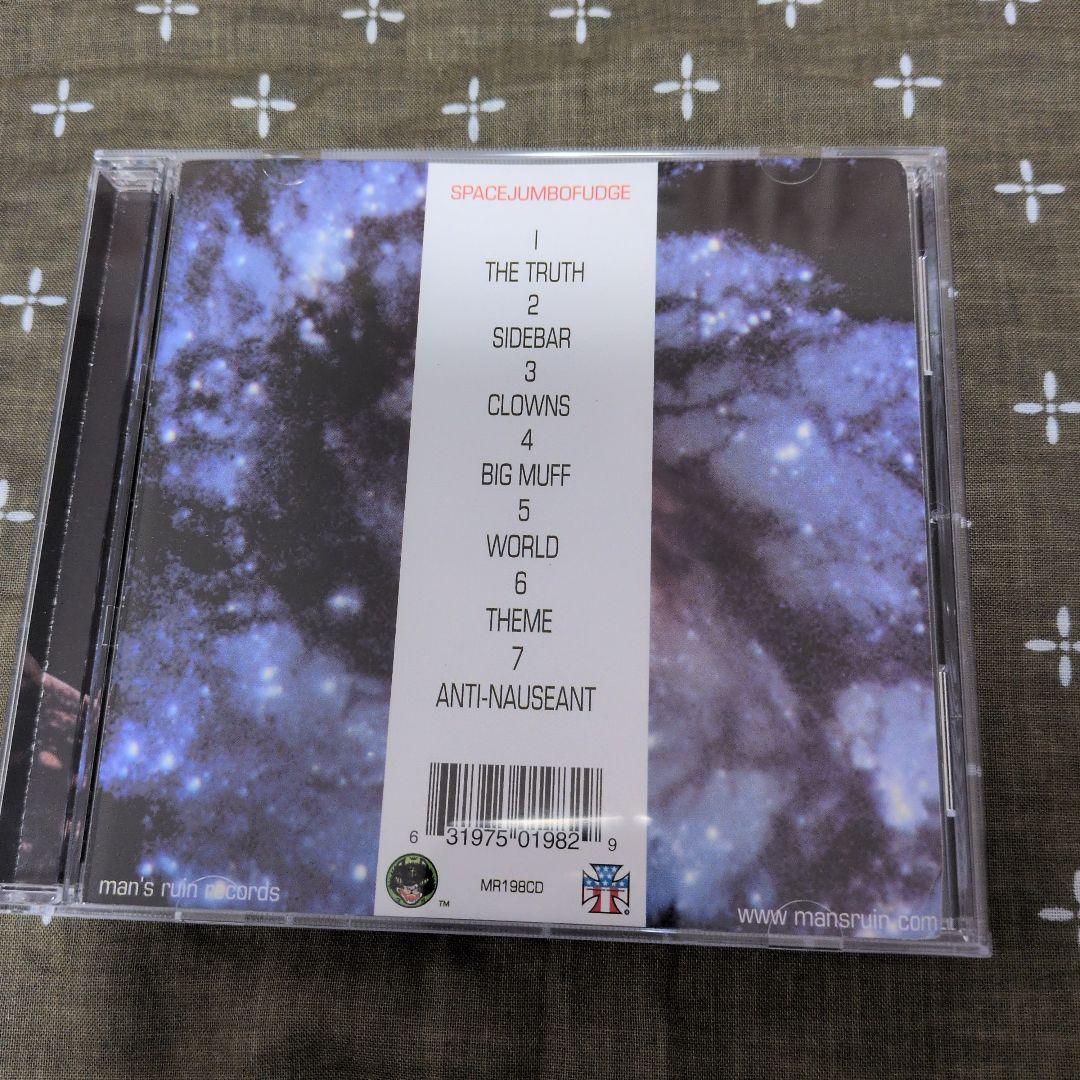 SPACEJUMBOFUDGE
1
THE TRUTH
2
SIDEBAR
3
CLOWNS
4
BIG MUFF
5
WORLD
6
THEME
7
ANTI-NAUSEANT
6 31975 01982 9
TM
MR198CD
man's ruin records
www.mansruin.com